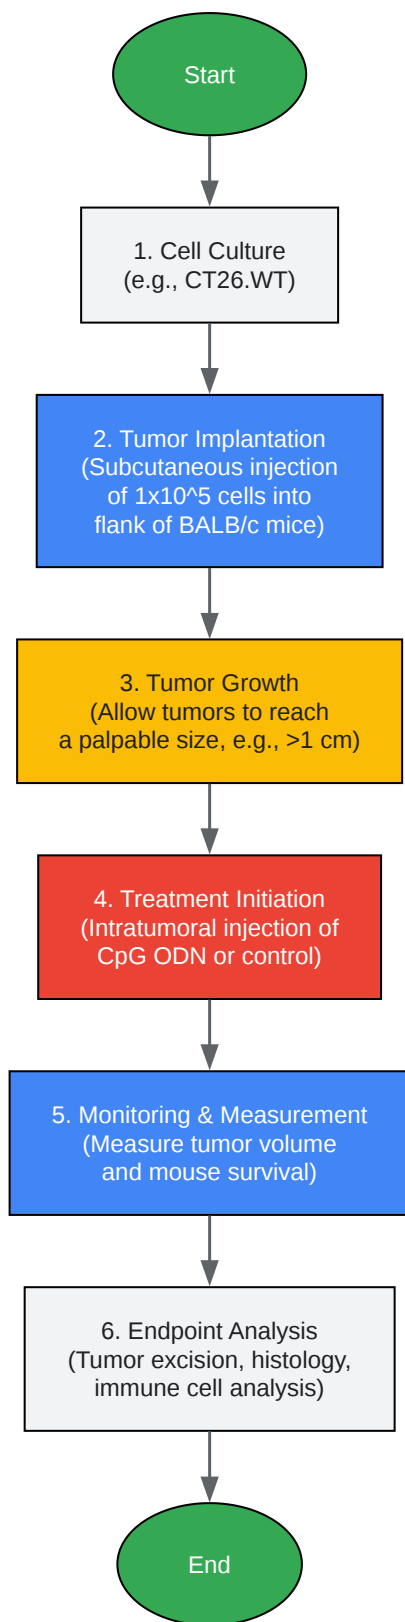 Start
1. Cell Culture
(e.g., CT26.WT)
2. Tumor Implantation
(Subcutaneous injection
of 1x10^5 cells into
flank of BALB/c mice)
3. Tumor Growth
(Allow tumors to reach
a palpable size, e.g., >1 cm)
4. Treatment Initiation
(Intratumoral injection of
CpG ODN or control)
5. Monitoring & Measurement
(Measure tumor volume
and mouse survival)
6. Endpoint Analysis
(Tumor excision, histology,
immune cell analysis)
End